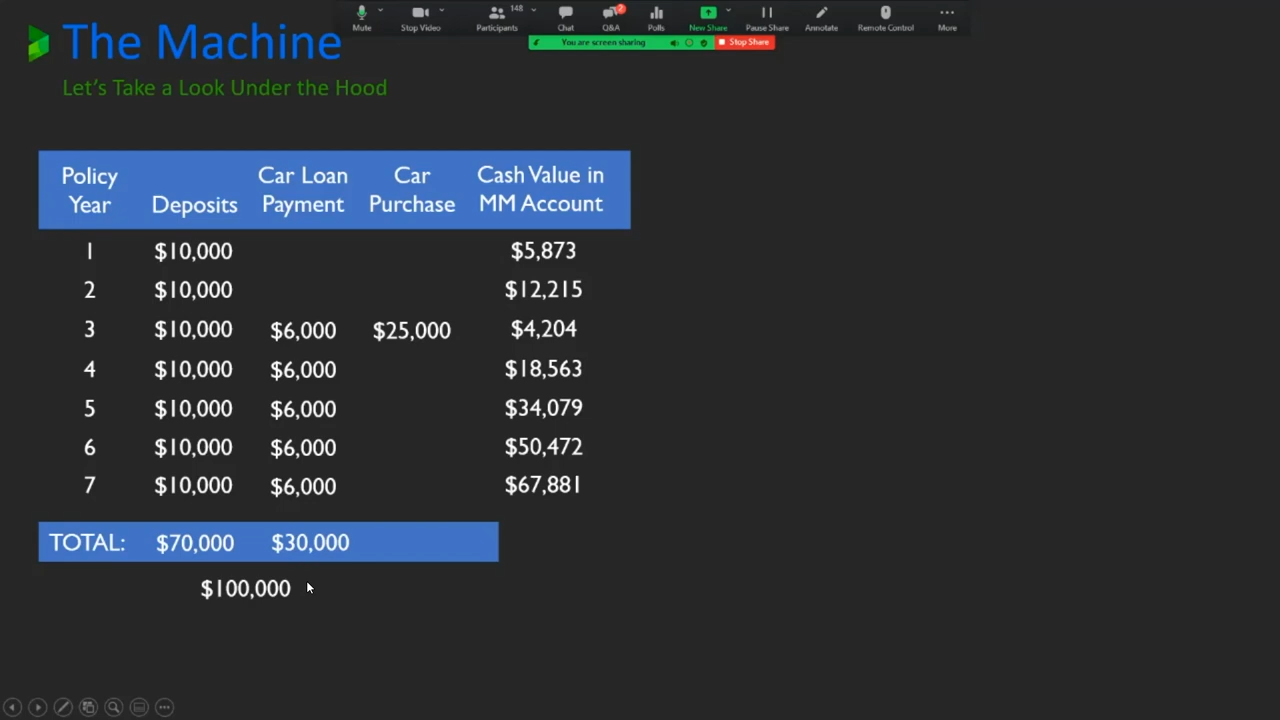 The Machine
Let's Take a Look Under the Hood
148
2
Mute
Stop Video
Participants
Chat
Q&A
Polls
New Share
Pause Share
Annotate
Remote Control
More
You are screen sharing
Stop Share
Policy Year Deposits Car Loan Payment Car Purchase Cash Value in MM Account
1 $10,000 $5,873
2 $10,000 $12,215
3 $10,000 $6,000 $25,000 $4,204
4 $10,000 $6,000 $18,563
5 $10,000 $6,000 $34,079
6 $10,000 $6,000 $50,472
7 $10,000 $6,000 $67,881
TOTAL: $70,000 $30,000
$100,000